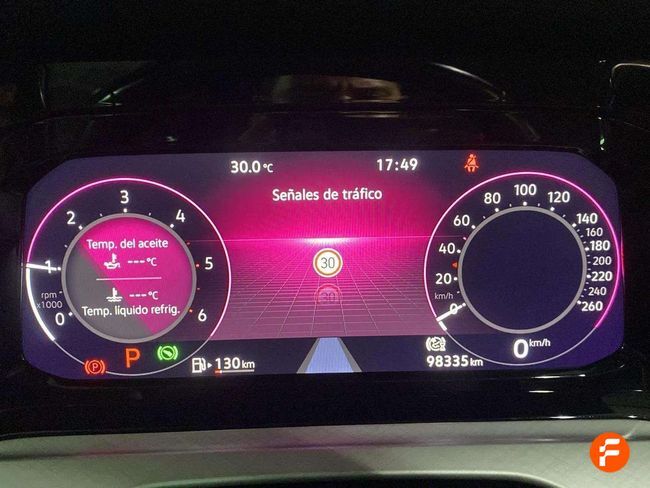 30.0 °C 17:49
Señales de tráfico
0 1 2 3 4 5 6
rpm x1000
Temp. del aceite
---°C
---°C
Temp. líquido refrig.
30
30
0 20 40 60 80 100 120 140 160 180 200 220 240 260
km/h
(P) P 130 km
98335 km
0 km/h